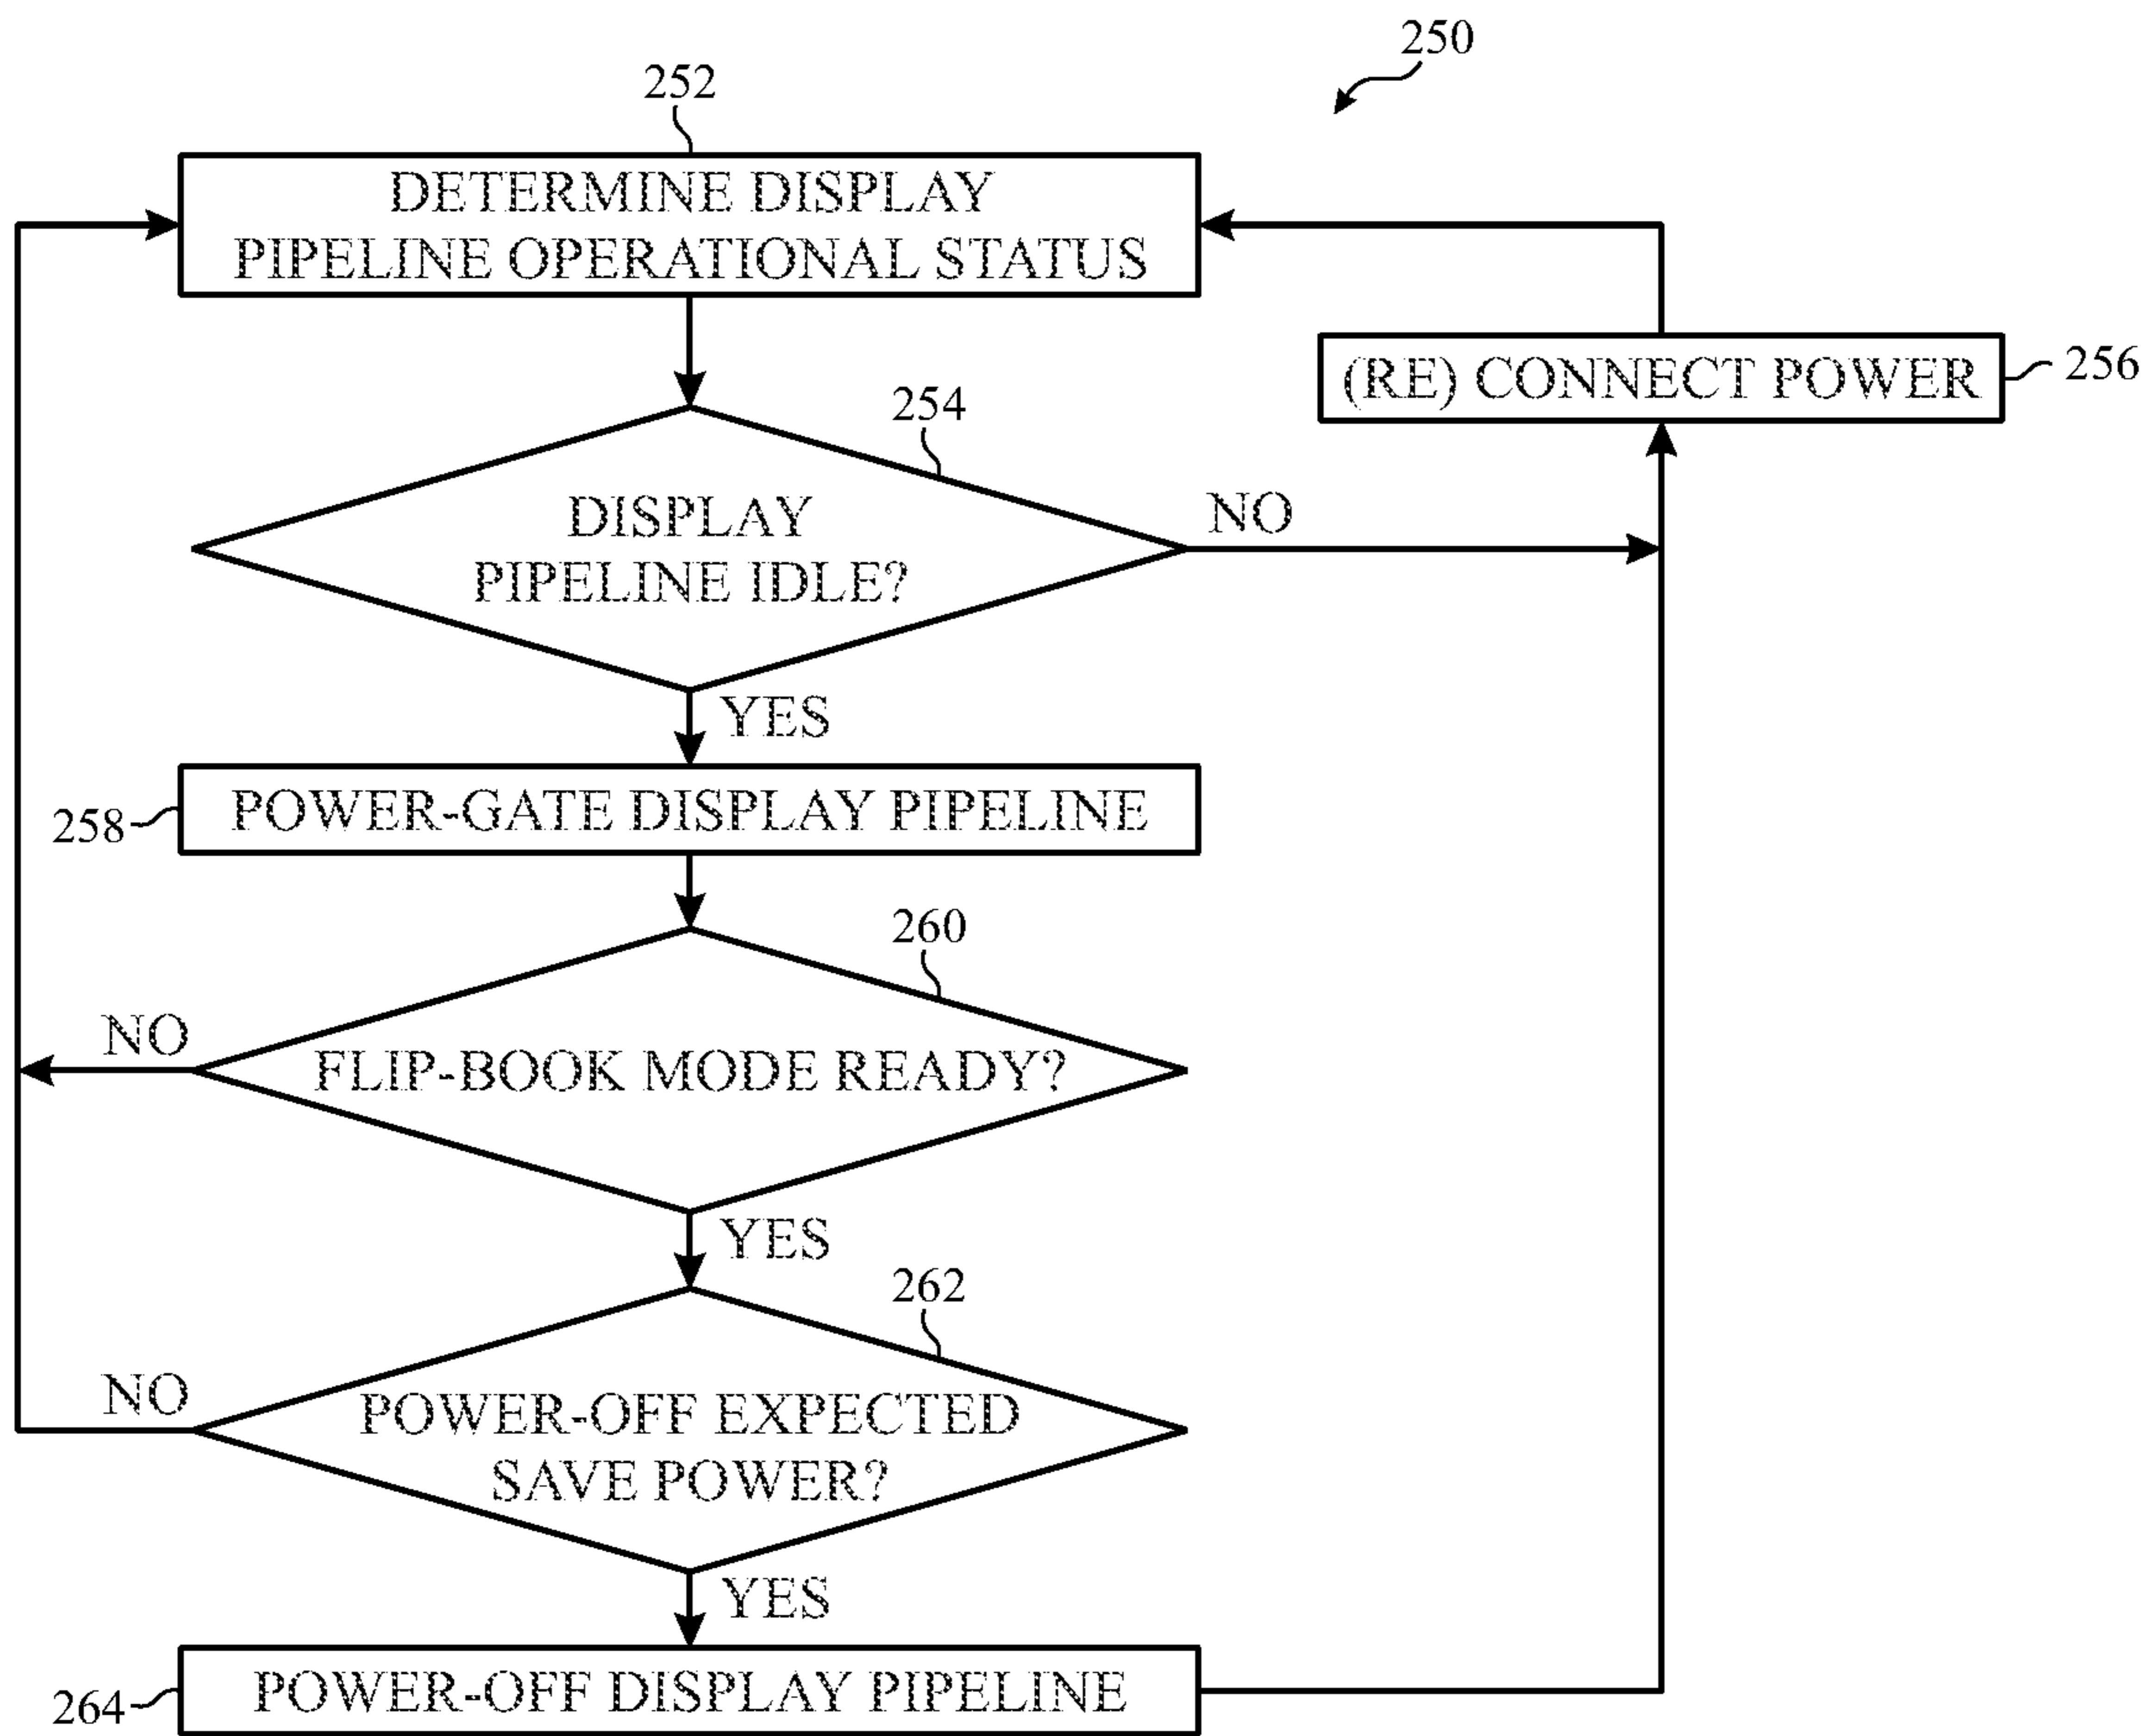 250
252
DETERMINE DISPLAY
PIPELINE OPERATIONAL STATUS
(RE) CONNECT POWER
256
254
DISPLAY
PIPELINE IDLE?
NO
YES
258
POWER-GATE DISPLAY PIPELINE
260
NO
FLIP-BOOK MODE READY?
YES
262
NO
POWER-OFF EXPECTED
SAVE POWER?
YES
264
POWER-OFF DISPLAY PIPELINE